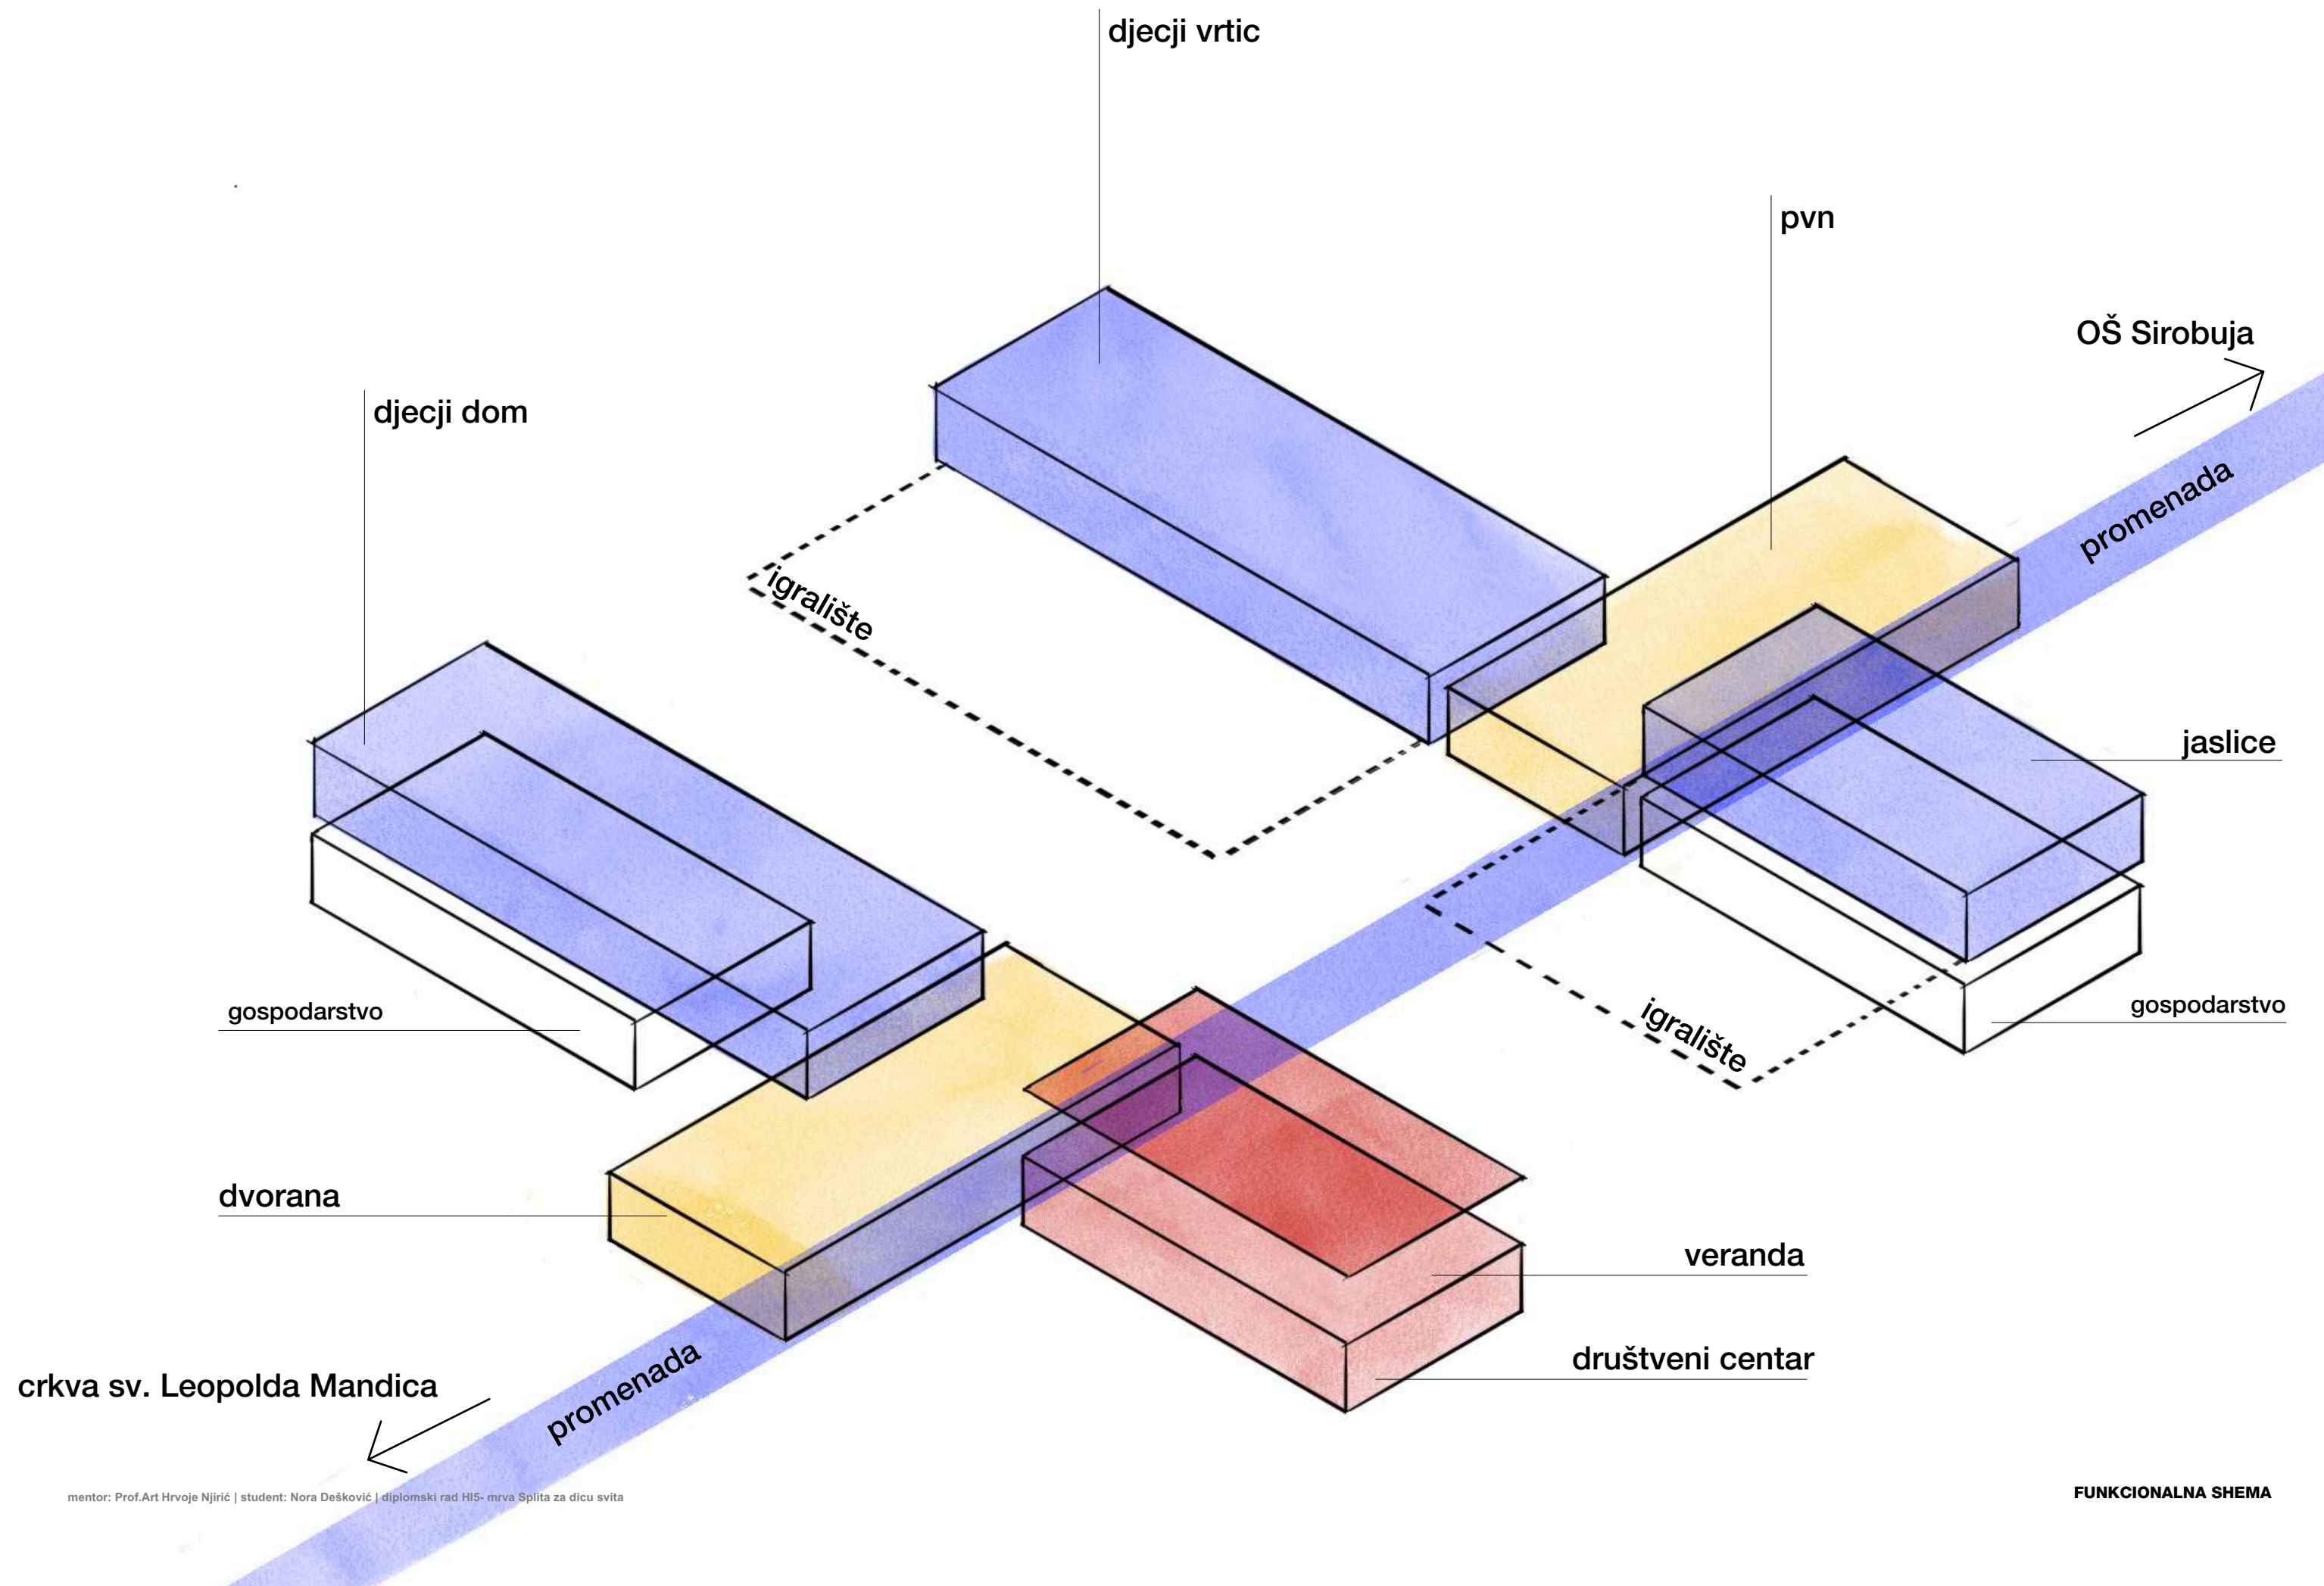 djecji vrtic
pvn
OŠ Sirobuja
djecji dom
promenada
igralište
jaslice
gospodarstvo
gospodarstvo
igralište
dvorana
veranda
društveni centar
promenada
crkva sv. Leopolda Mandica
mentor: Prof.Art Hrvoje Njirić | student: Nora Dešković | diplomski rad HI5- mrva Splita za dicu svita
FUNKCIONALNA SHEMA